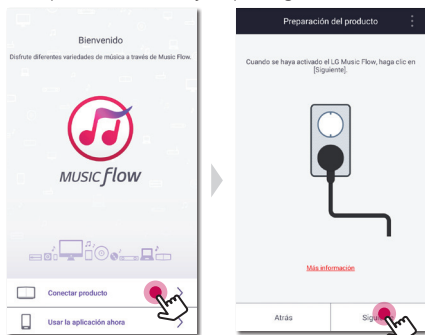 Bienvenido
Disfrute diferentes variedades de música a través de Music Flow.
MUSIC flow
Conectar producto
Usar la aplicación ahora
Preparación del producto
Cuando se haya activado el LG Music Flow, haga clic en
[Siguiente].
Más información
Atrás